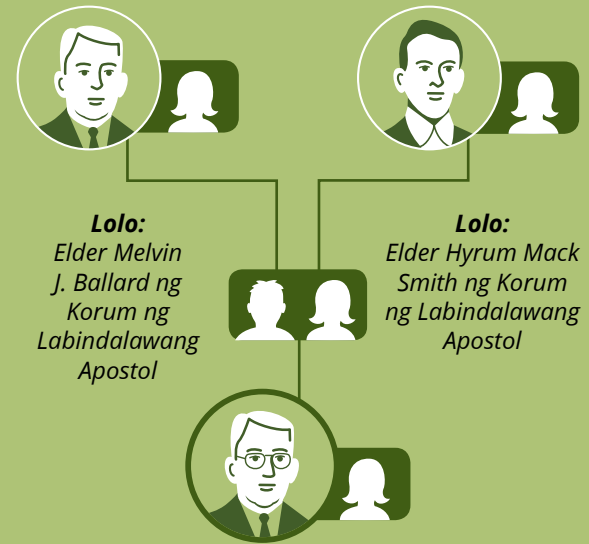 Lolo:
Elder Melvin
J. Ballard ng
Korum ng
Labindalawang
Apostol
Lolo:
Elder Hyrum Mack
Smith ng Korum
ng Labindalawang
Apostol